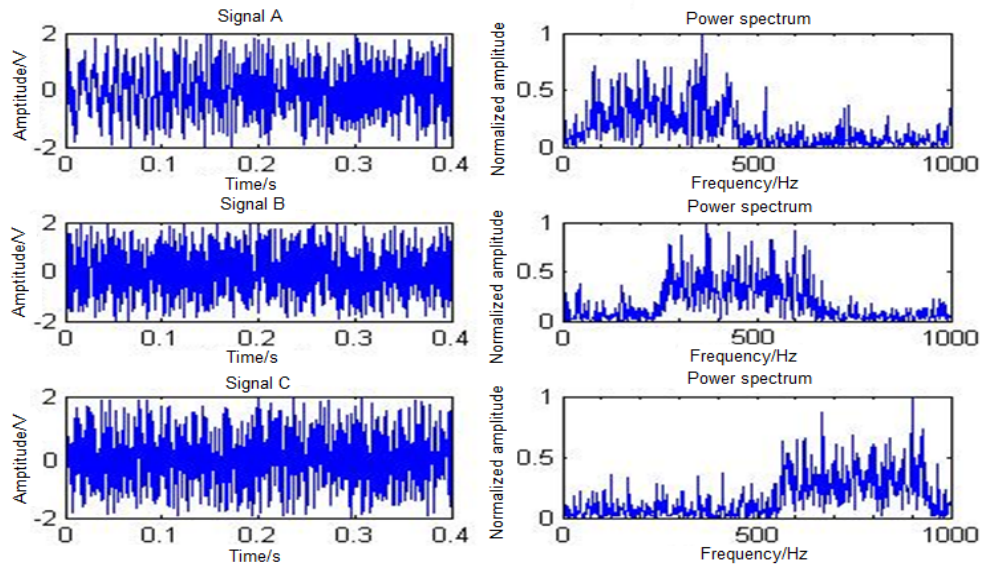 Signal A
Amptitude/V
2
0
-2
0 0.1 0.2 0.3 0.4
Time/s
Power spectrum
Normalized amplitude
1
0.5
0
0 500 1000
Frequency/Hz
Signal B
Amptitude/V
2
0
-2
0 0.1 0.2 0.3 0.4
Time/s
Power spectrum
Normalized amplitude
1
0.5
0
0 500 1000
Frequency/Hz
Signal C
Amptitude/V
2
0
-2
0 0.1 0.2 0.3 0.4
Time/s
Power spectrum
Normalized amplitude
1
0.5
0
0 500 1000
Frequency/Hz